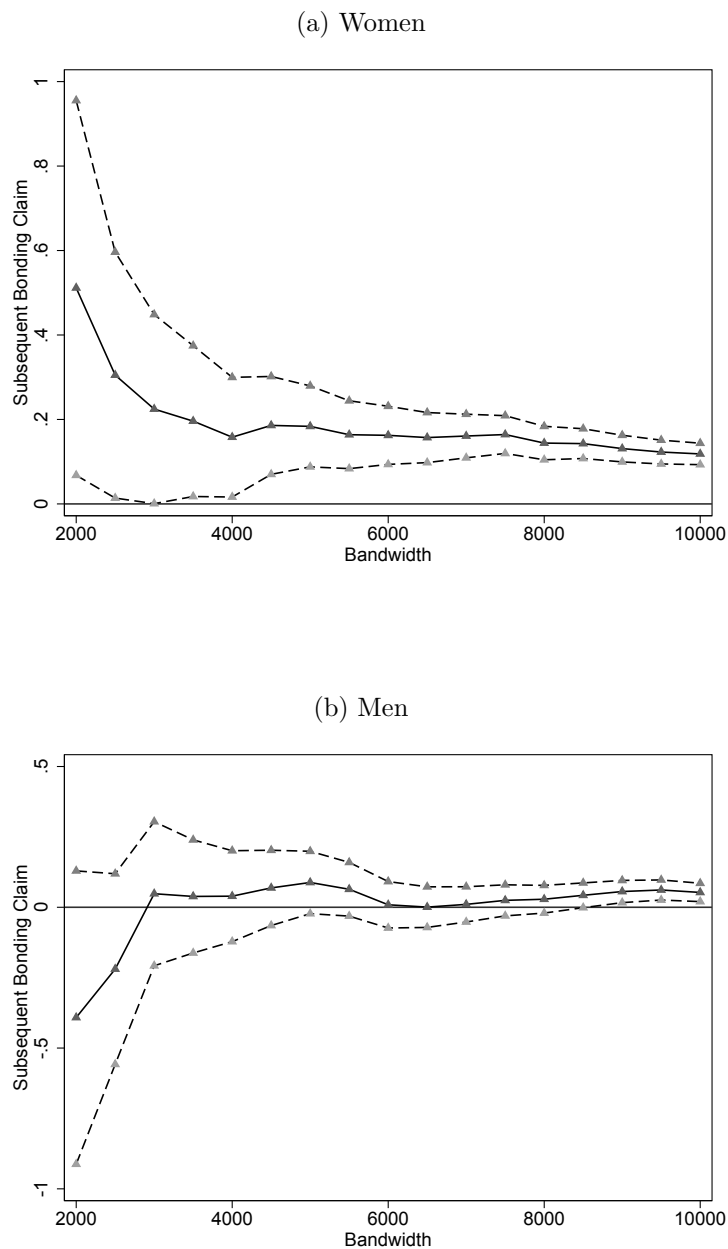 (a) Women
1
.8
.6
.4
.2
0
Subsequent Bonding Claim
2000 4000 6000 8000 10000
Bandwidth
(b) Men
.5
0
-.5
-1
Subsequent Bonding Claim
2000 4000 6000 8000 10000
Bandwidth